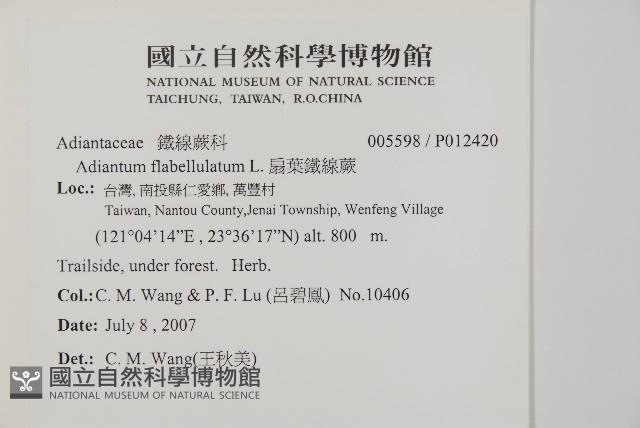 國立自然科學博物館
NATIONAL MUSEUM OF NATURAL SCIENCE
TAICHUNG, TAIWAN, R.O.CHINA
Adiantaceae 鐵線蕨科 005598 / P012420
Adiantum flabellulatum L. 扇葉鐵線蕨
Loc.: 台灣, 南投縣仁愛鄉, 萬豐村
Taiwan, Nantou County,Jenai Township, Wenfeng Village
(121°04’14”E , 23°36’17”N) alt. 800 m.
Trailside, under forest. Herb.
Col.: C. M. Wang & P. F. Lu (呂碧鳳) No.10406
Date: July 8 , 2007
Det.: C. M. Wang(王秋美)
國立自然科學博物館
NATIONAL MUSEUM OF NATURAL SCIENCE